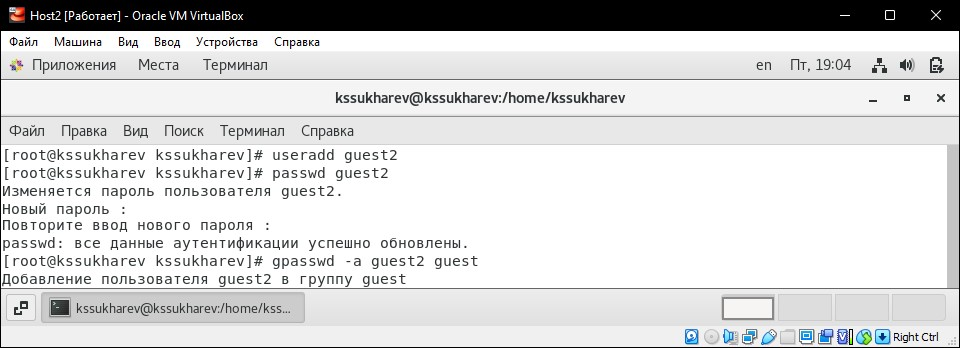 Host2 [Работает] - Oracle VM VirtualBox
Файл Машина Вид Ввод Устройства Справка
Приложения Места Терминал en Пт, 19:04
kssukharev@kssukharev:/home/kssukharev
Файл Правка Вид Поиск Терминал Справка
[root@kssukharev kssukharev]# useradd guest2
[root@kssukharev kssukharev]# passwd guest2
Изменяется пароль пользователя guest2.
Новый пароль :
Повторите ввод нового пароля :
passwd: все данные аутентификации успешно обновлены.
[root@kssukharev kssukharev]# gpasswd -a guest2 guest
Добавление пользователя guest2 в группу guest
kssukharev@kssukharev:/home/kss...
Right Ctrl